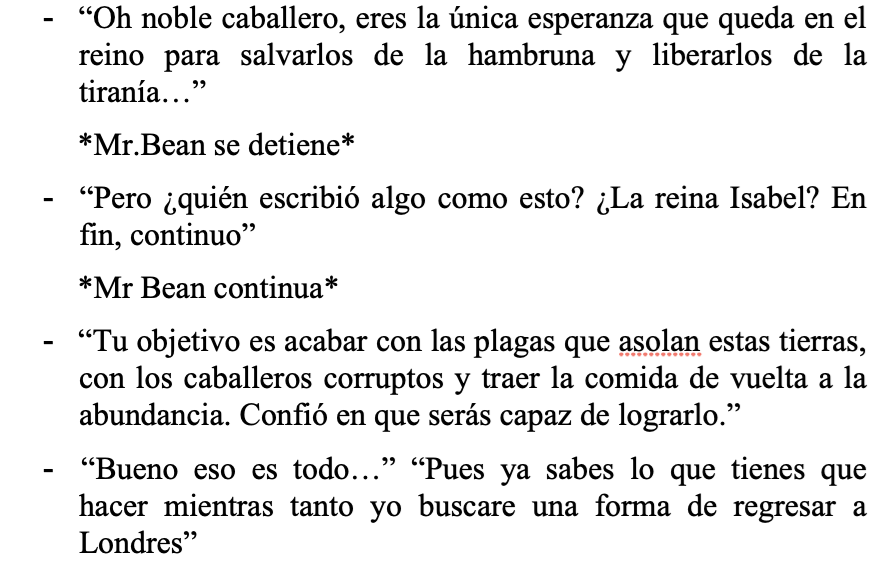 - “Oh noble caballero, eres la única esperanza que queda en el
reino para salvarlos de la hambruna y liberarlos de la
tiranía…”
*Mr.Bean se detiene*
- “Pero ¿quién escribió algo como esto? ¿La reina Isabel? En
fin, continuo”
*Mr Bean continua*
- “Tu objetivo es acabar con las plagas que asolan estas tierras,
con los caballeros corruptos y traer la comida de vuelta a la
abundancia. Confió en que serás capaz de lograrlo.”
- “Bueno eso es todo…” “Pues ya sabes lo que tienes que
hacer mientras tanto yo buscare una forma de regresar a
Londres”